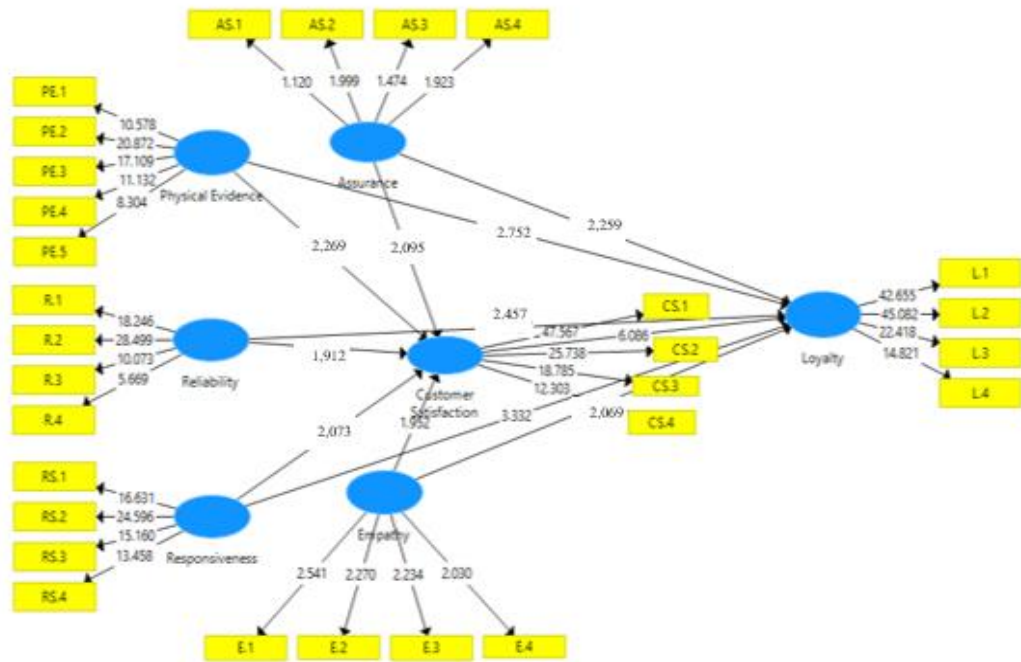 AS.1 AS.2 AS.3 AS.4
1.120 1.999 1.474 1.923
Assurance
PE.1
PE.2
PE.3
PE.4
PE.5
10.578
20.872
17.109
11.132
8.304
Physical Evidence
2,269
2,095
2.752
2,259
R.1
R.2
R.3
R.4
18.246
28.499
10.073
5.669
Reliability
1,912
2.457
Customer
Satisfaction
47.567
6.086
25.738
18.785
12.303
CS.1
CS.2
CS.3
CS.4
Loyalty
42.655
45.082
22.418
14.821
L.1
L.2
L.3
L.4
2,073
1.952
3.332
2,069
RS.1
RS.2
RS.3
RS.4
16.631
24.596
15.160
13.458
Responsiveness
Empathy
2.541 2.270 2.234 2.030
E.1 E.2 E.3 E.4